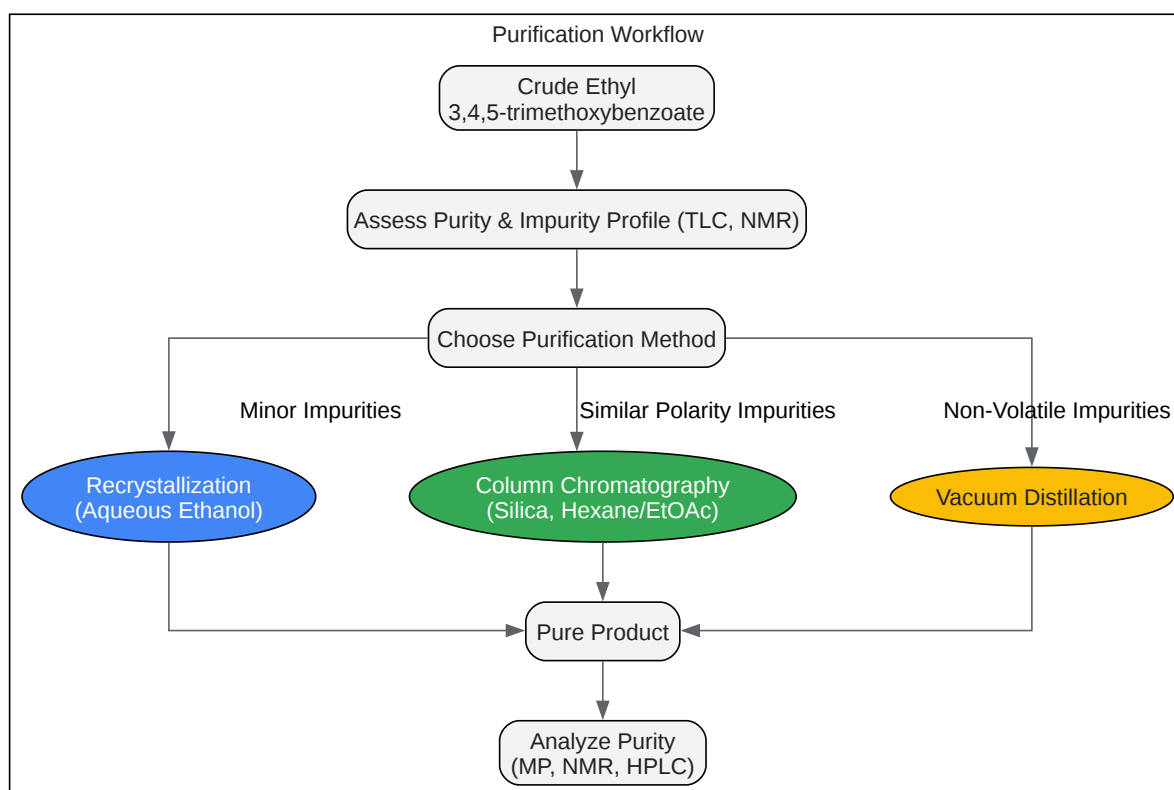 Purification Workflow
Crude Ethyl
3,4,5-trimethoxybenzoate
Assess Purity & Impurity Profile (TLC, NMR)
Choose Purification Method
Minor Impurities
Similar Polarity Impurities
Non-Volatile Impurities
Recrystallization
(Aqueous Ethanol)
Column Chromatography
(Silica, Hexane/EtOAc)
Vacuum Distillation
Pure Product
Analyze Purity
(MP, NMR, HPLC)